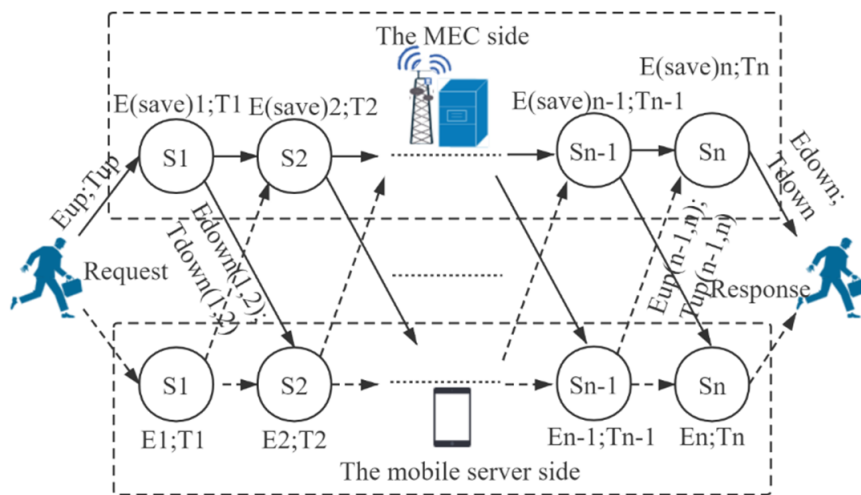 The MEC side
E(save)n;Tn
E(save)1;T1
E(save)2;T2
E(save)n-1;Tn-1
S1
S2
Sn-1
Sn
Eup;Tup
Edown;
Tdown
Edown(1,2);
Tdown(1,2)
Eup(n-1,n);
Tup(n-1,n)
Request
Response
S1
S2
Sn-1
Sn
E1;T1
E2;T2
En-1;Tn-1
En;Tn
The mobile server side